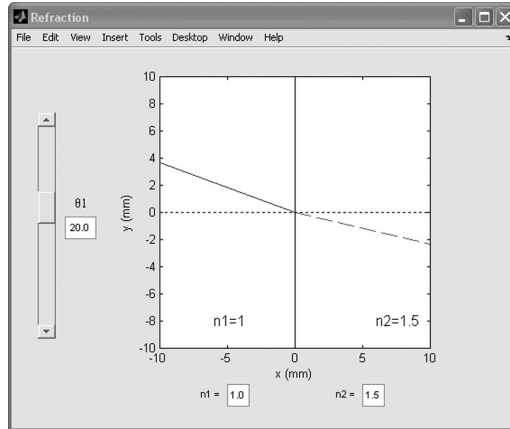 Refraction
File Edit View Insert Tools Desktop Window Help
10
8
6
4
2
0
-2
-4
-6
-8
-10
y (mm)
θ1
20.0
n1=1
n2=1.5
-10 -5 0 5 10
x (mm)
n1 = 1.0
n2 = 1.5